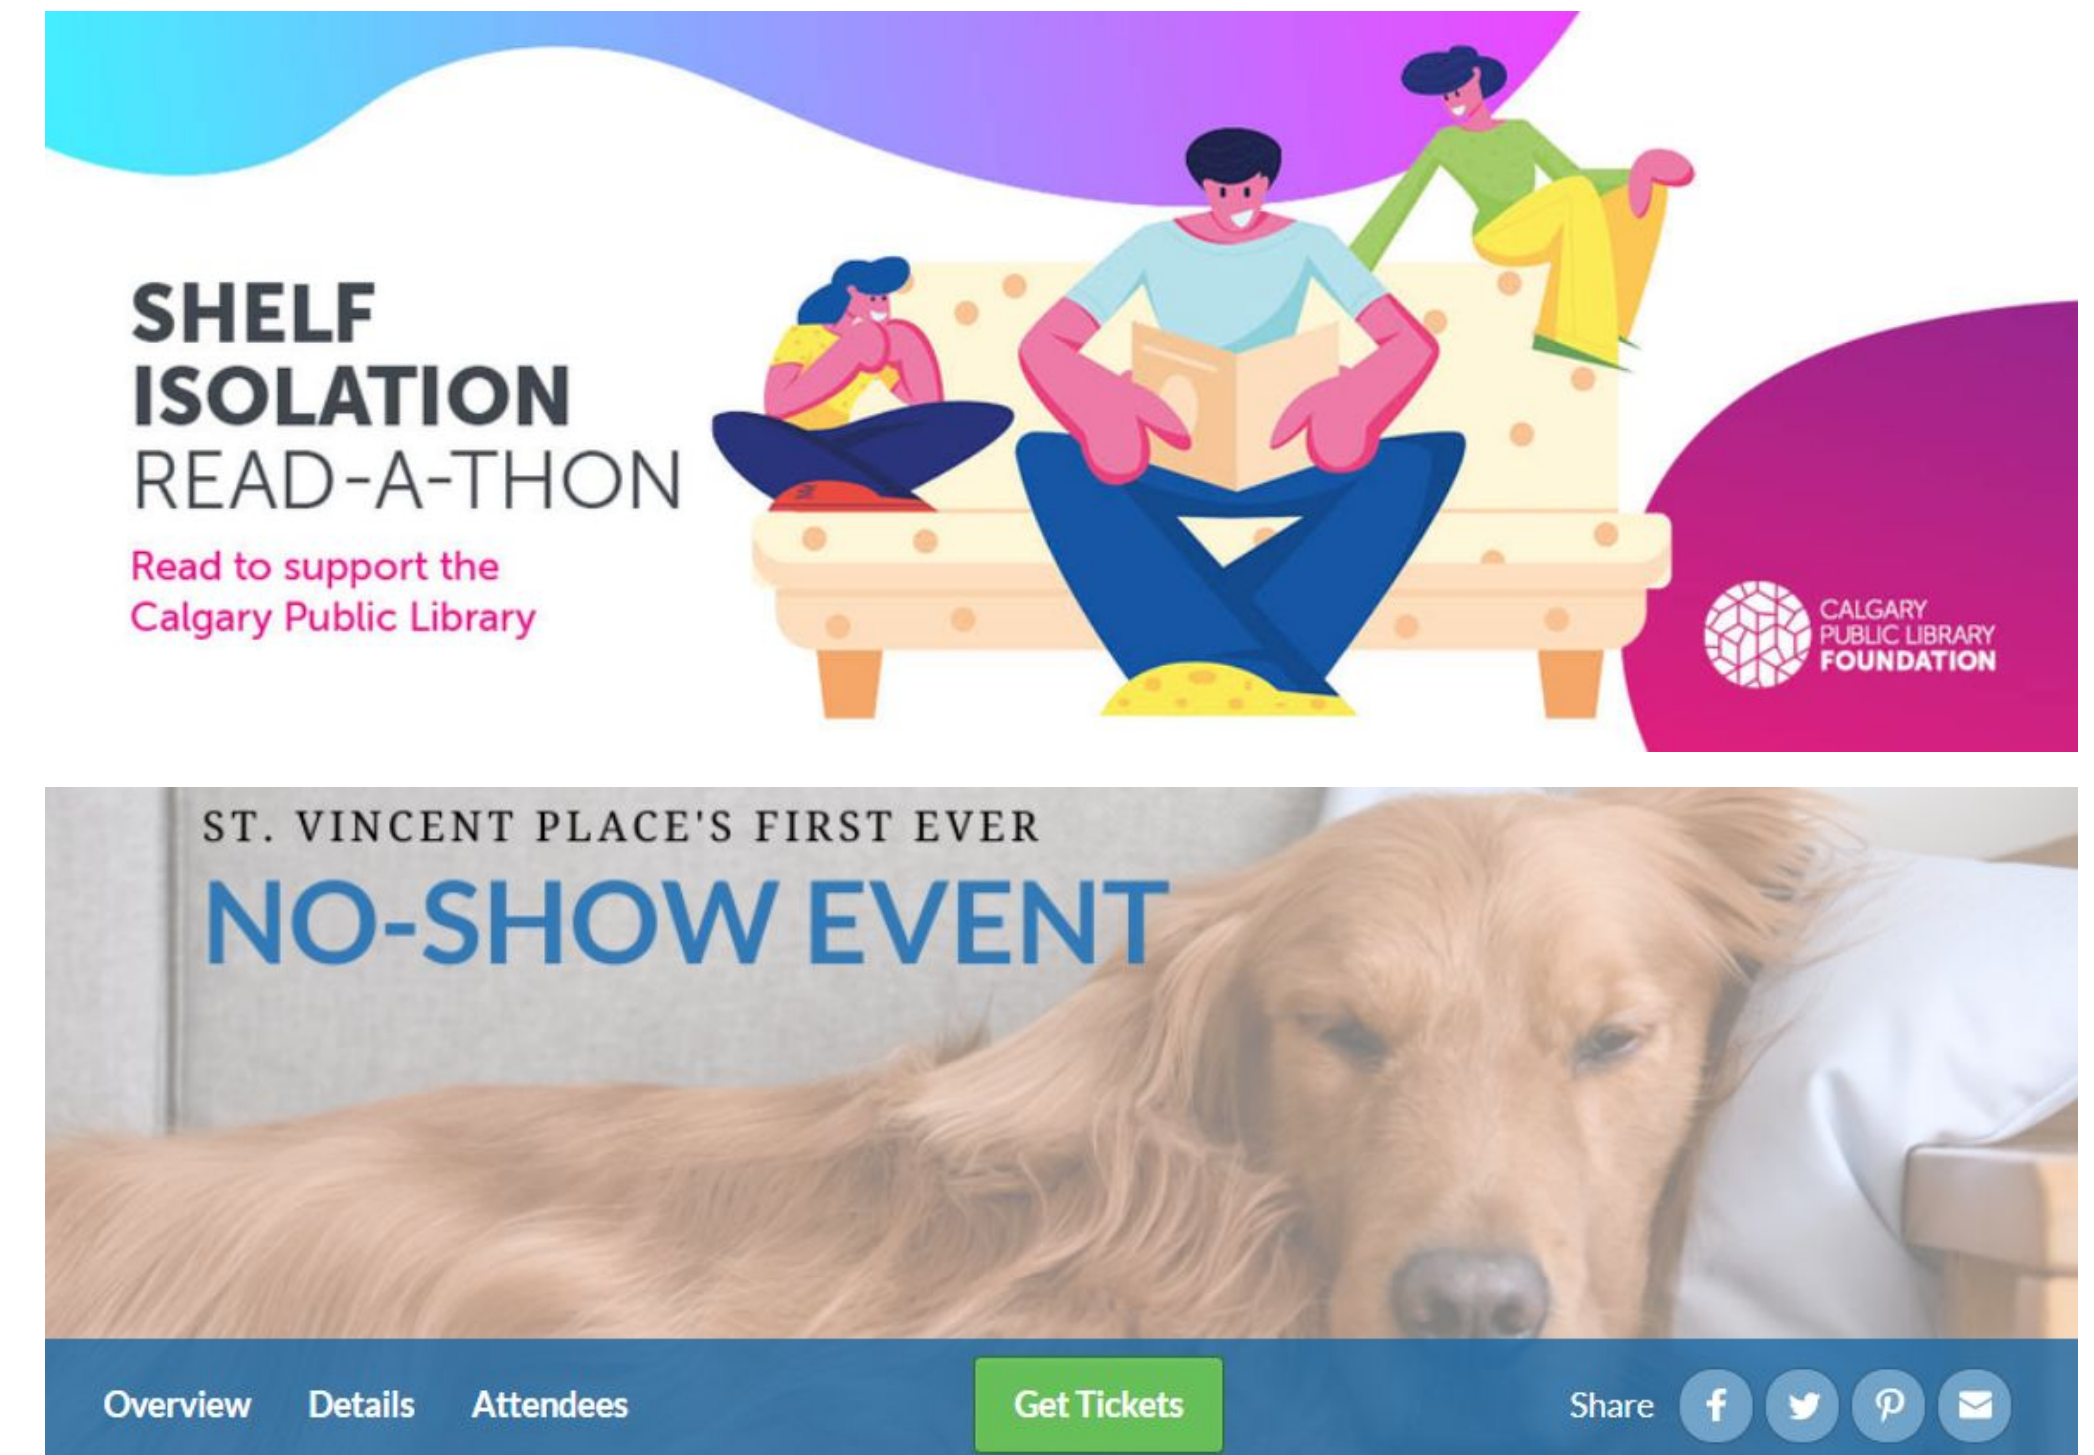 SHELF
ISOLATION
READ-A-THON
Read to support the
Calgary Public Library
CALGARY
PUBLIC LIBRARY
FOUNDATION
ST. VINCENT PLACE'S FIRST EVER
NO-SHOW EVENT
Overview Details Attendees Get Tickets Share